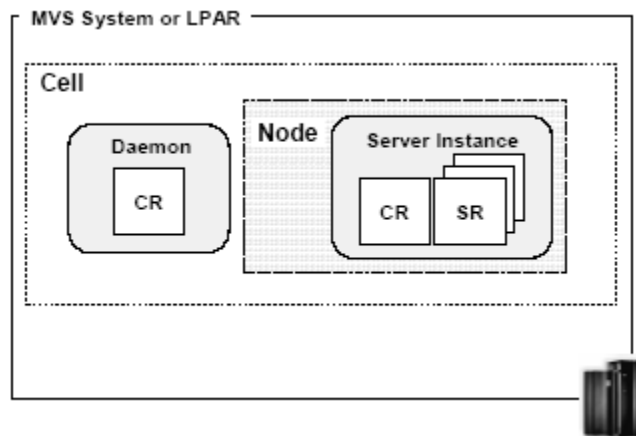 MVS System or LPAR
Cell
Node
Daemon
Server Instance
CR
CR
SR